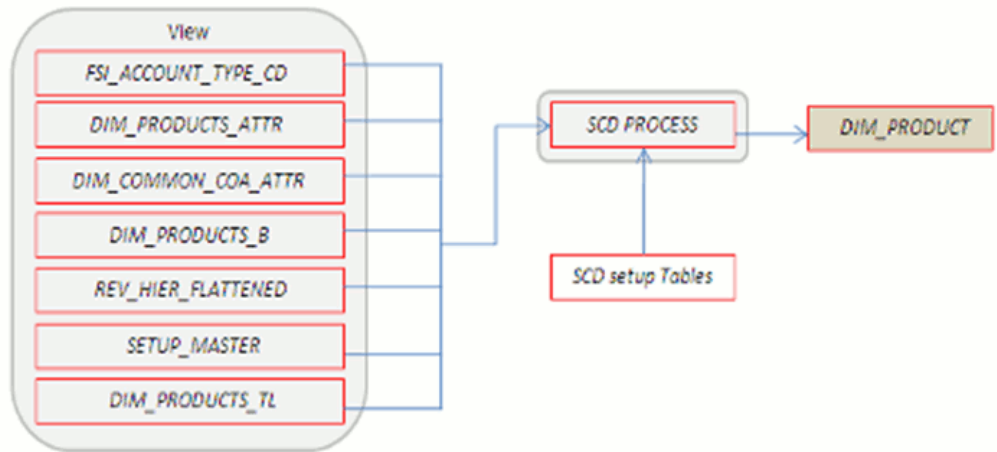 View
FSI_ACCOUNT_TYPE_CD
DIM_PRODUCTS_ATTR
DIM_COMMON_COA_ATTR
DIM_PRODUCTS_B
REV_HIER_FLATTENED
SETUP_MASTER
DIM_PRODUCTS_TL
SCD PROCESS
SCD setup Tables
DIM_PRODUCT